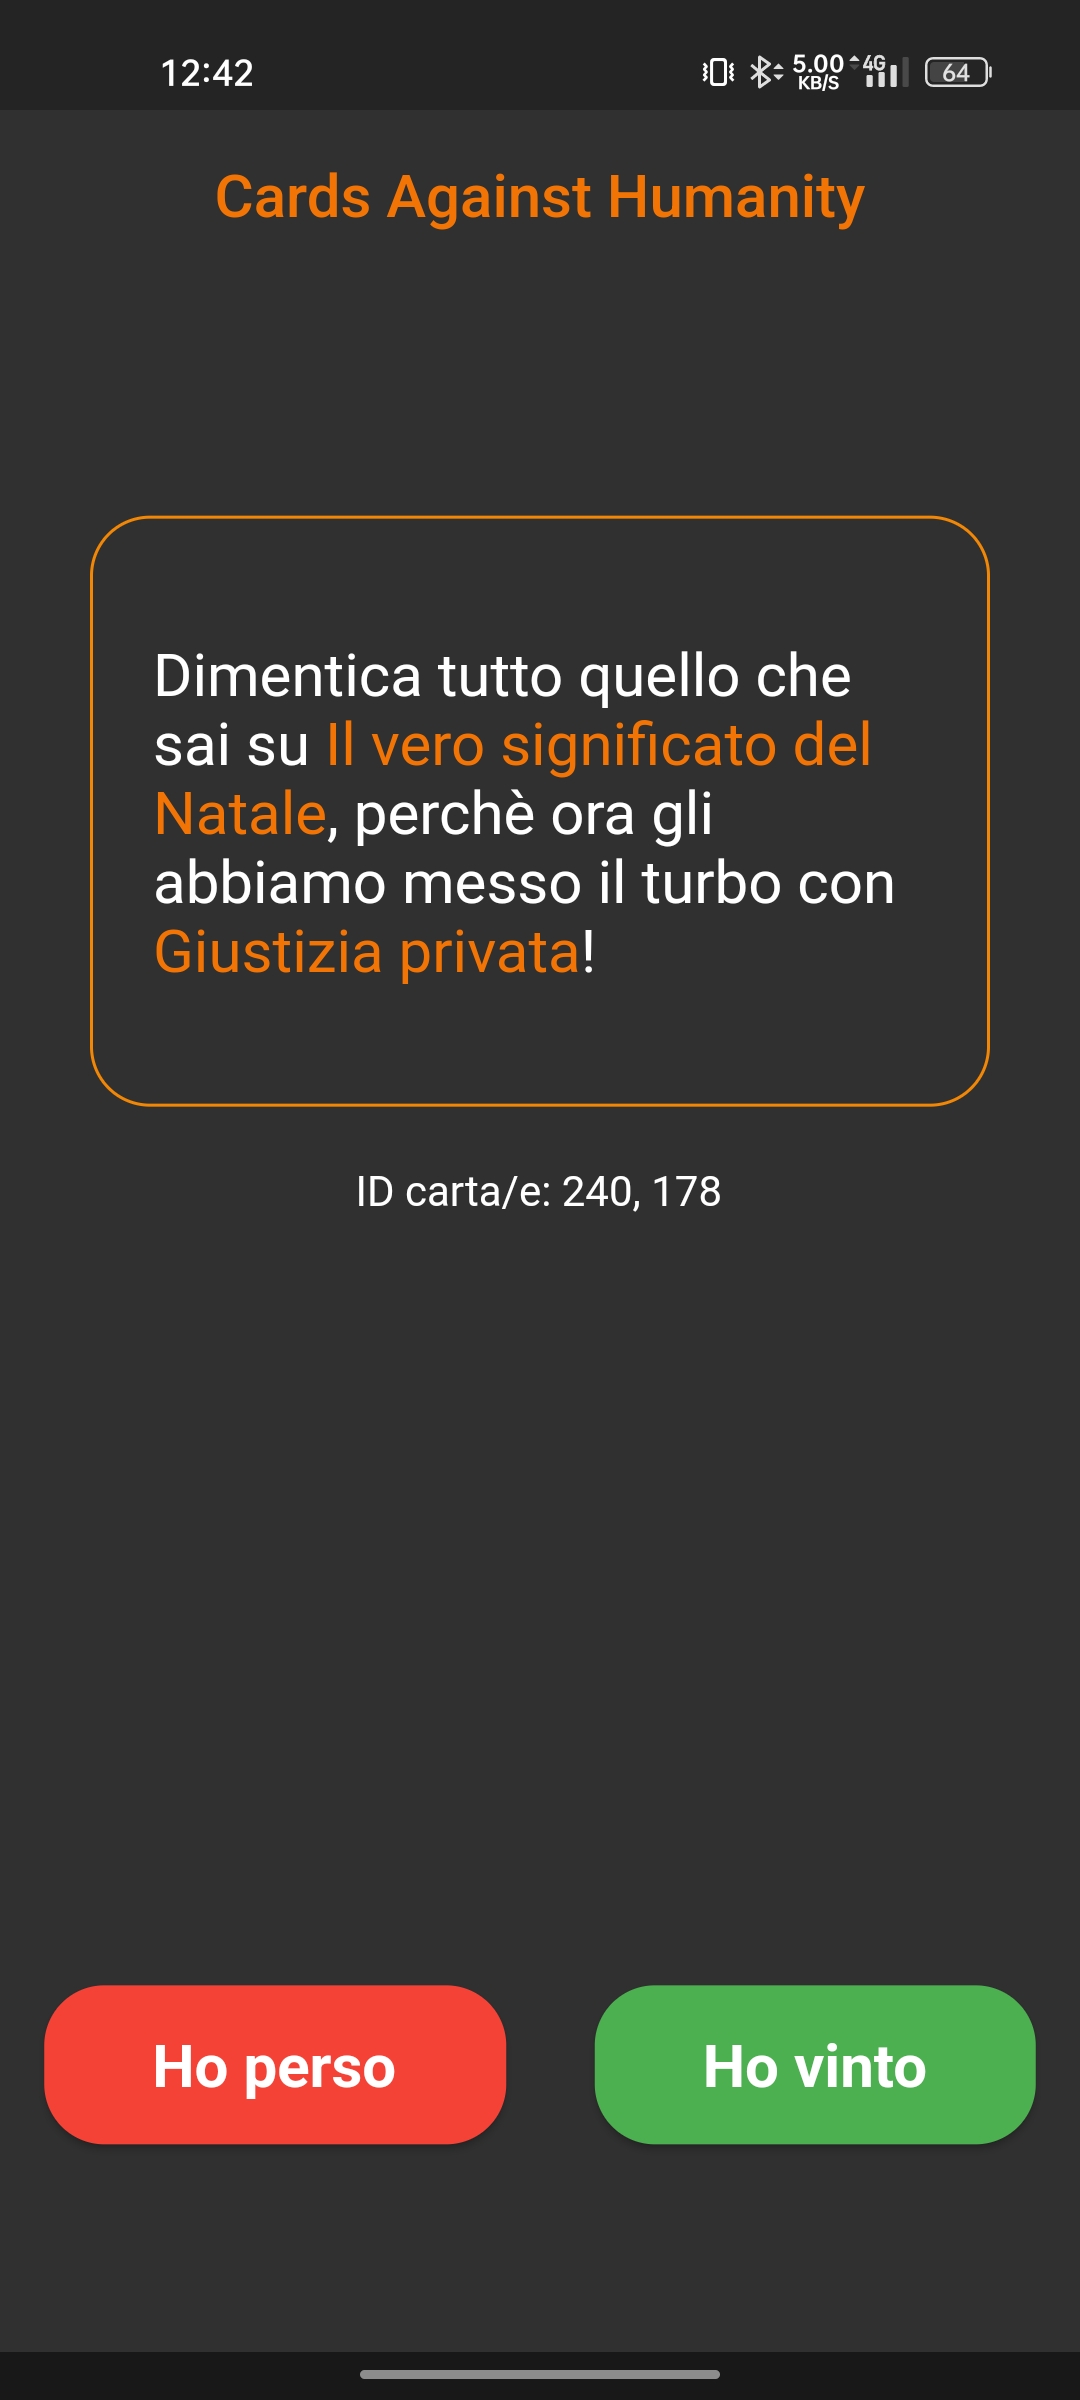 12:42
5.00 KB/S 4G 64
Cards Against Humanity
Dimentica tutto quello che
sai su Il vero significato del
Natale, perchè ora gli
abbiamo messo il turbo con
Giustizia privata!
ID carta/e: 240, 178
Ho perso
Ho vinto